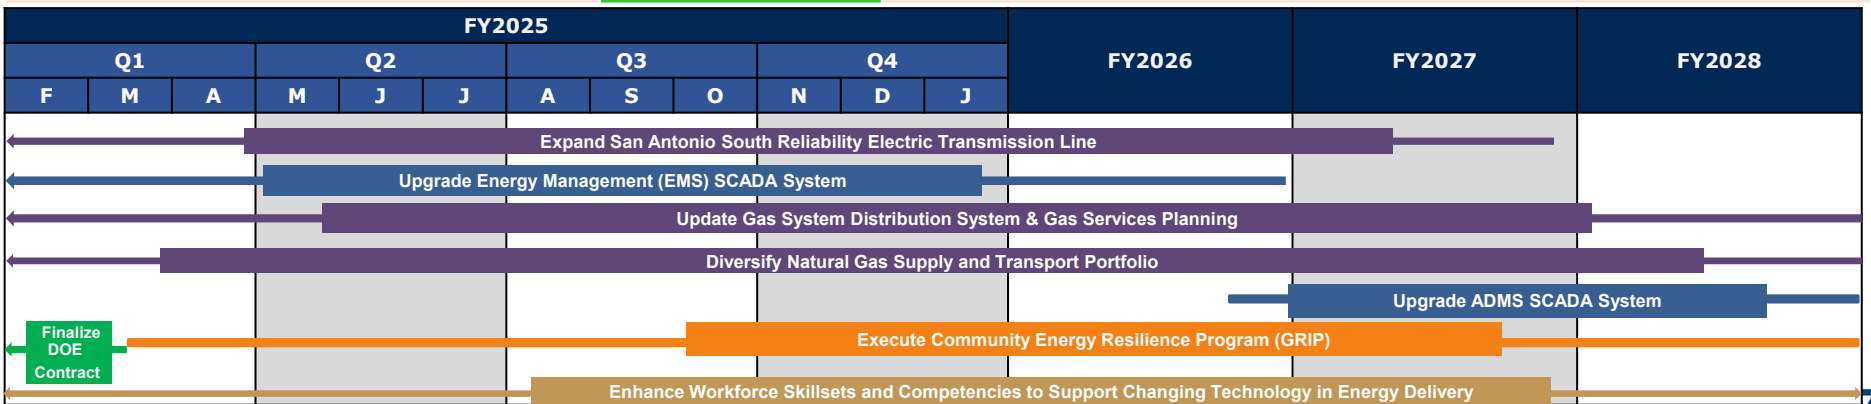 FY2025
FY2026
FY2027
FY2028
Q1
Q2
Q3
Q4
F
M
A
M
J
J
A
S
O
N
D
J
Expand San Antonio South Reliability Electric Transmission Line
Upgrade Energy Management (EMS) SCADA System
Update Gas System Distribution System & Gas Services Planning
Diversify Natural Gas Supply and Transport Portfolio
Upgrade ADMS SCADA System
Finalize
DOE
Contract
Execute Community Energy Resilience Program (GRIP)
Enhance Workforce Skillsets and Competencies to Support Changing Technology in Energy Delivery